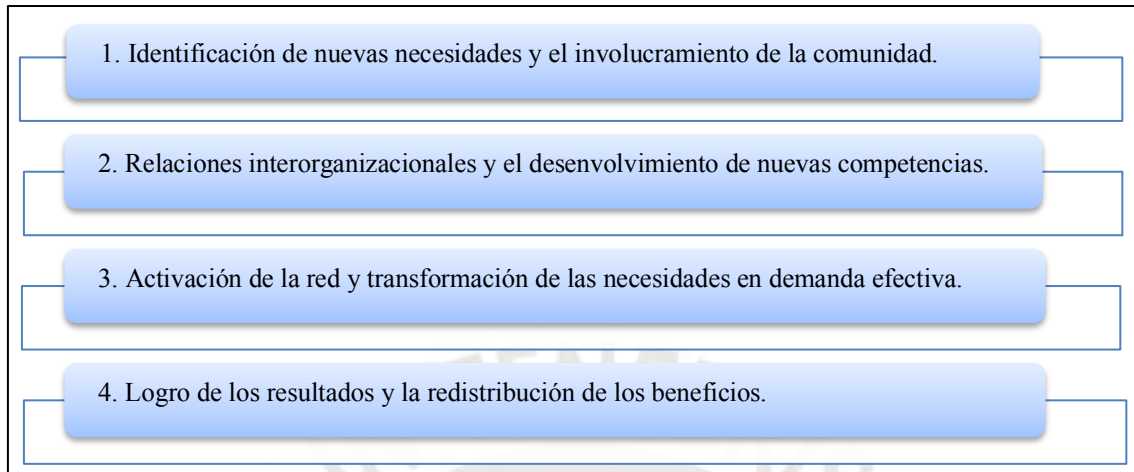 1. Identificación de nuevas necesidades y el involucramiento de la comunidad.
2. Relaciones interorganizacionales y el desenvolvimiento de nuevas competencias.
3. Activación de la red y transformación de las necesidades en demanda efectiva.
4. Logro de los resultados y la redistribución de los beneficios.